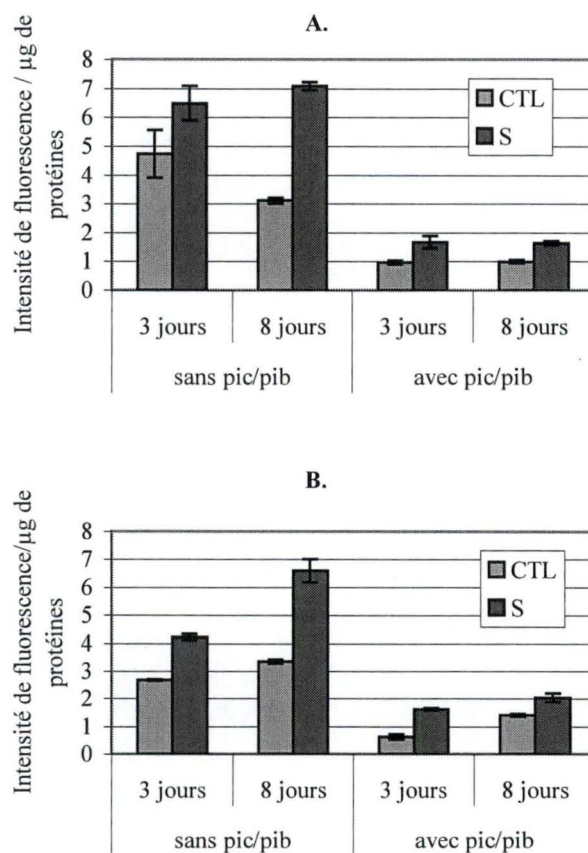 A.
Intensité de fluorescence / µg de
protéines
8
7
6
5
4
3
2
1
0
CTL
S
3 jours 8 jours 3 jours 8 jours
sans pic/pib avec pic/pib
B.
Intensité de fluorescence/µg de
protéines
8
7
6
5
4
3
2
1
0
CTL
S
3 jours 8 jours 3 jours 8 jours
sans pic/pib avec pic/pib